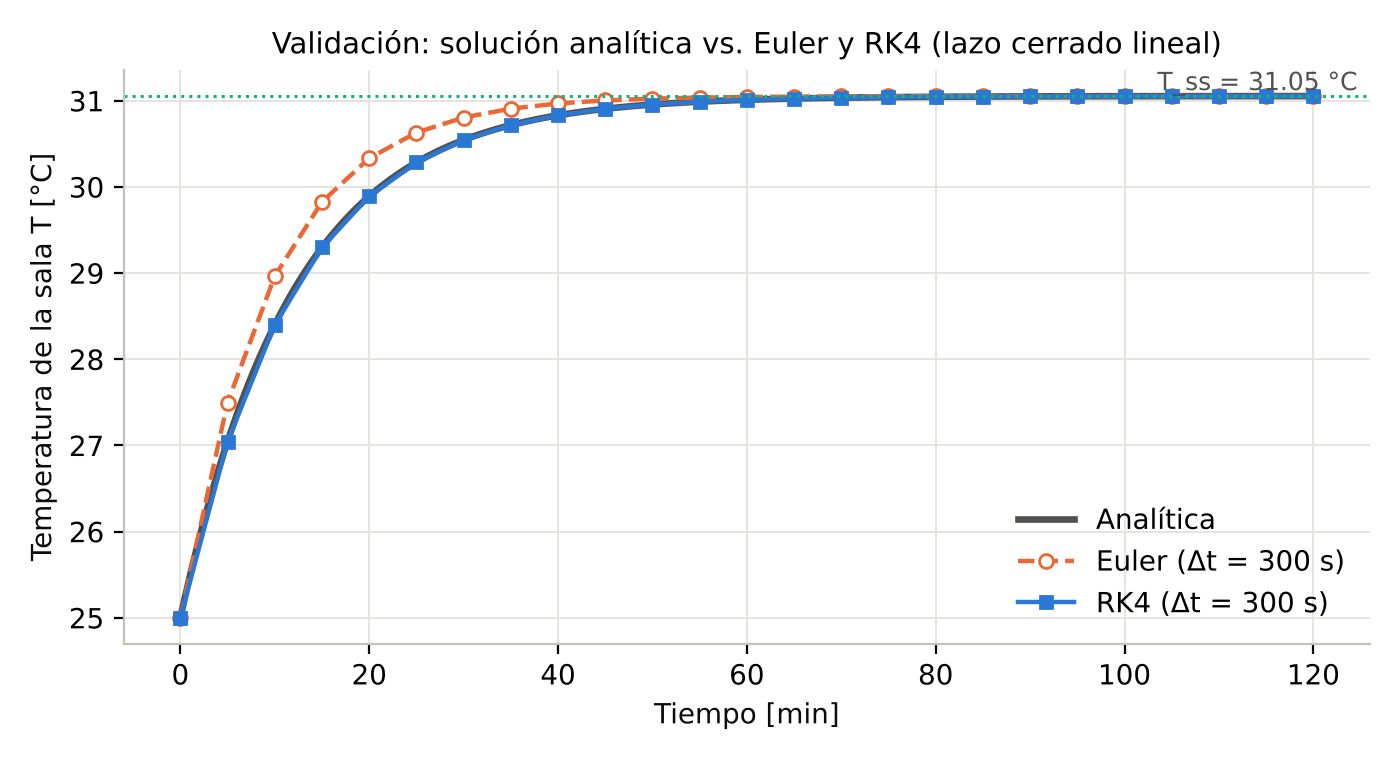 Validación: solución analítica vs. Euler y RK4 (lazo cerrado lineal)
T_ss = 31.05 °C
Temperatura de la sala T [°C]
31
30
29
28
27
26
25
Analítica
Euler (Δt = 300 s)
RK4 (Δt = 300 s)
0 20 40 60 80 100 120
Tiempo [min]